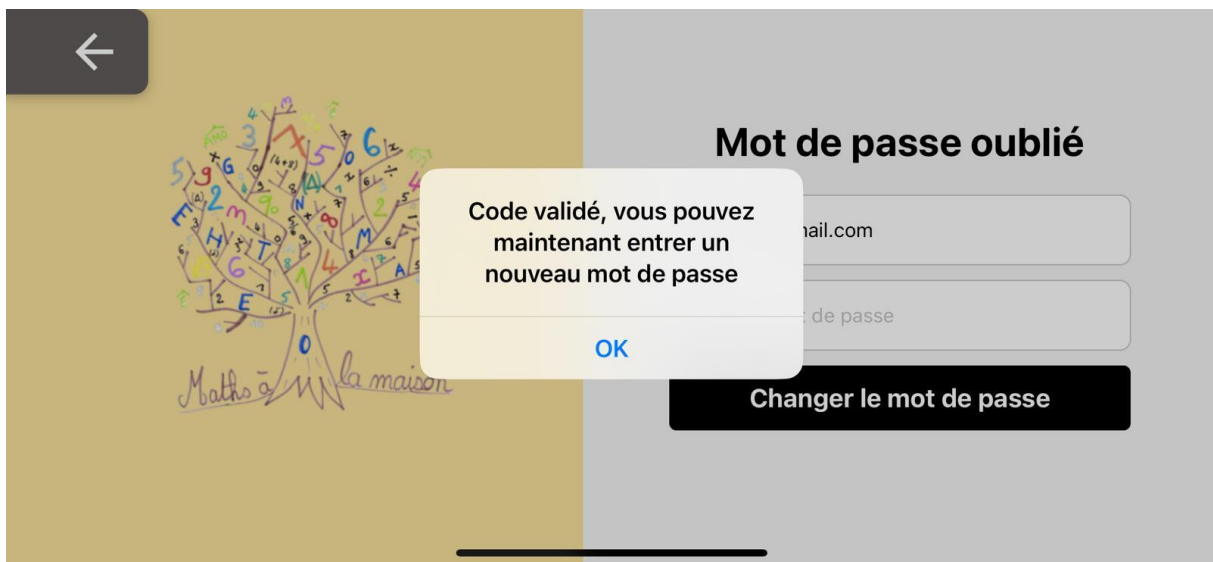 Mot de passe oublié
Code validé, vous pouvez
maintenant entrer un
nouveau mot de passe
OK
ail.com
de passe
Changer le mot de passe
Maths à la maison